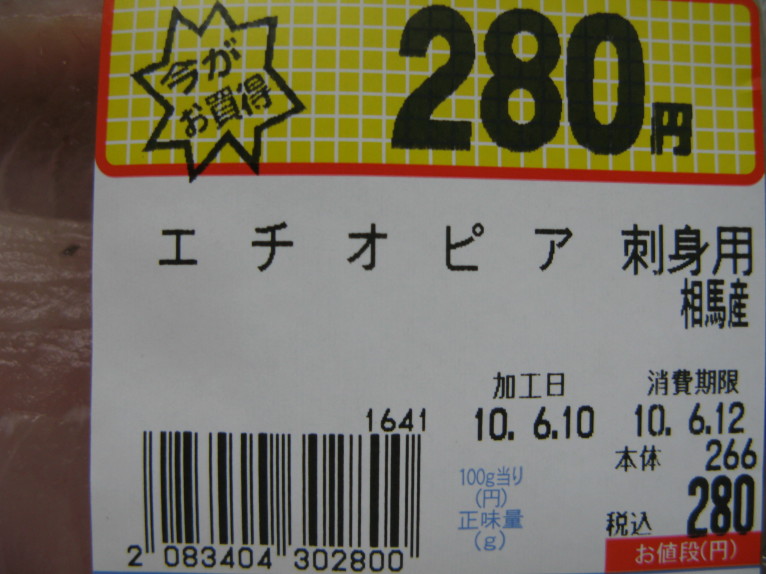 今が
お買得
280円
エチオピア 刺身用
相馬産
加工日 消費期限
1641 10. 6.10 10. 6.12
本体 266
100g当り
(円)
正味量
(g)
税込 280
お値段(円)
2 083404 302800